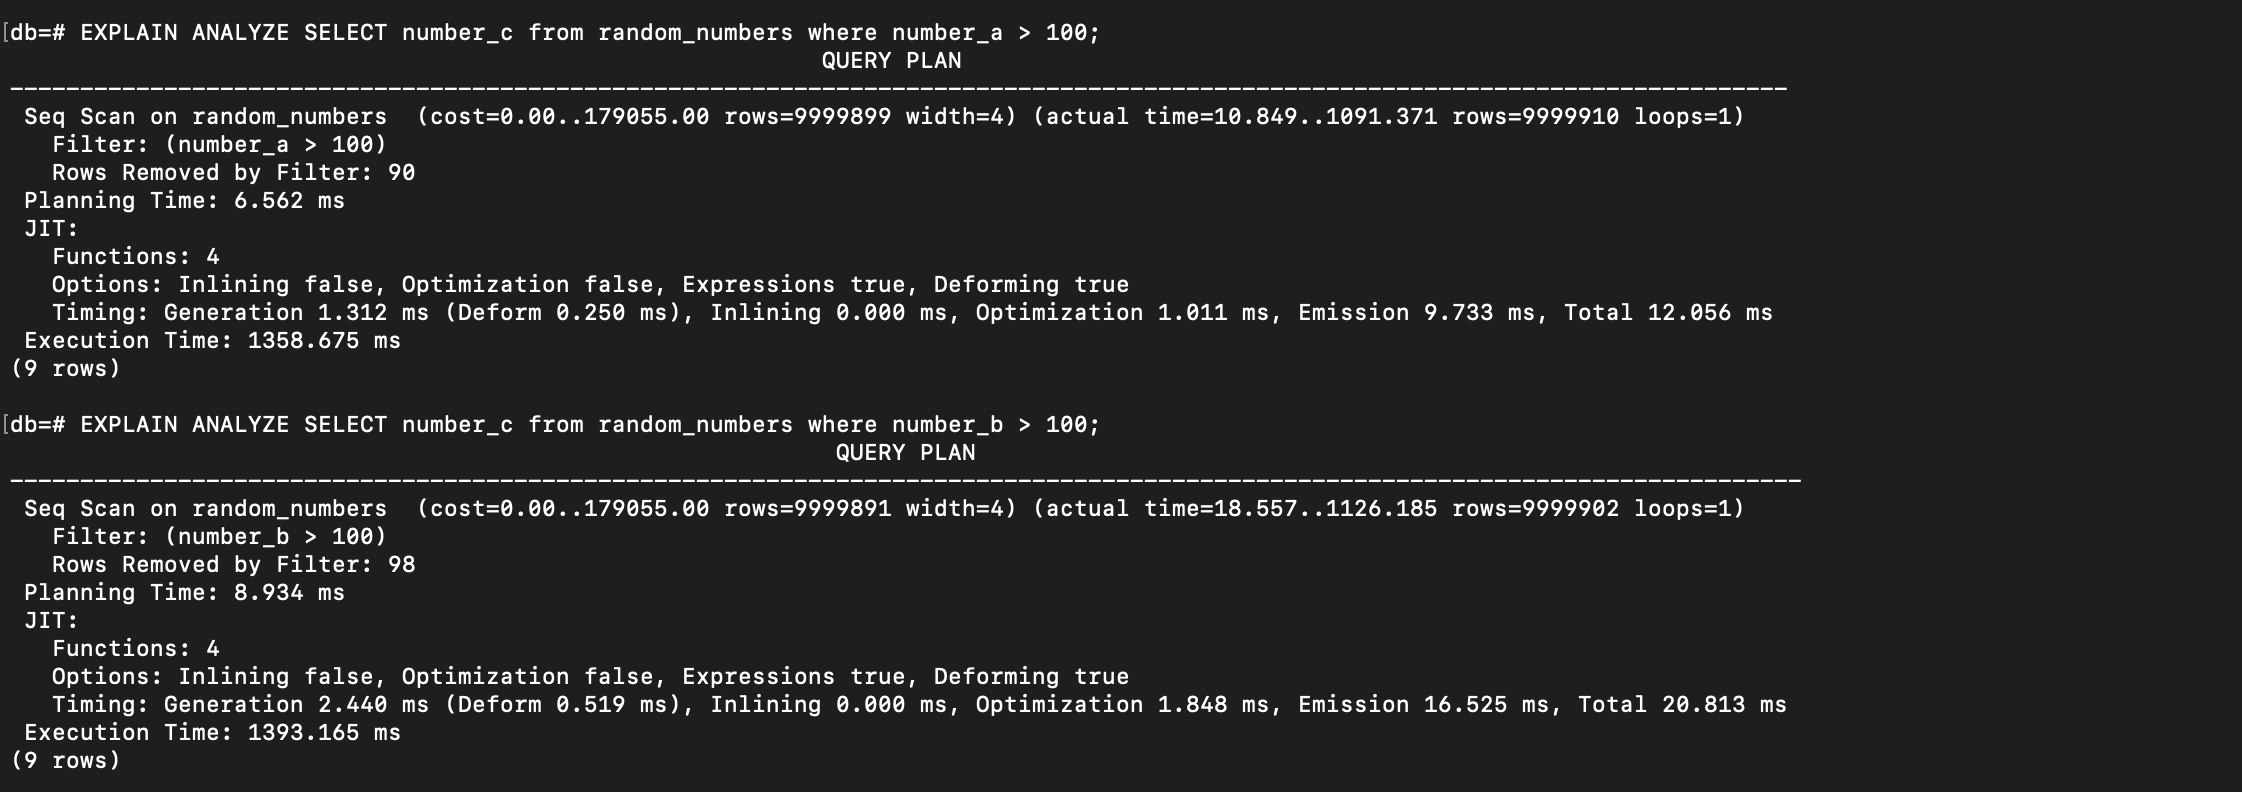 [db=# EXPLAIN ANALYZE SELECT number_c from random_numbers where number_a > 100;
QUERY PLAN
-------------------------------------------------------------------------------------------------------------------------------
Seq Scan on random_numbers  (cost=0.00..179055.00 rows=9999899 width=4) (actual time=10.849..1091.371 rows=9999910 loops=1)
Filter: (number_a > 100)
Rows Removed by Filter: 90
Planning Time: 6.562 ms
JIT:
Functions: 4
Options: Inlining false, Optimization false, Expressions true, Deforming true
Timing: Generation 1.312 ms (Deform 0.250 ms), Inlining 0.000 ms, Optimization 1.011 ms, Emission 9.733 ms, Total 12.056 ms
Execution Time: 1358.675 ms
(9 rows)
[db=# EXPLAIN ANALYZE SELECT number_c from random_numbers where number_b > 100;
QUERY PLAN
--------------------------------------------------------------------------------------------------------------------------------
Seq Scan on random_numbers  (cost=0.00..179055.00 rows=9999891 width=4) (actual time=18.557..1126.185 rows=9999902 loops=1)
Filter: (number_b > 100)
Rows Removed by Filter: 98
Planning Time: 8.934 ms
JIT:
Functions: 4
Options: Inlining false, Optimization false, Expressions true, Deforming true
Timing: Generation 2.440 ms (Deform 0.519 ms), Inlining 0.000 ms, Optimization 1.848 ms, Emission 16.525 ms, Total 20.813 ms
Execution Time: 1393.165 ms
(9 rows)